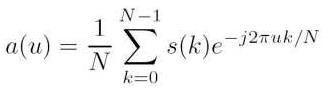 a(u) = \frac{1}{N} \sum_{k=0}^{N-1} s(k) e^{-j2\pi uk/N}